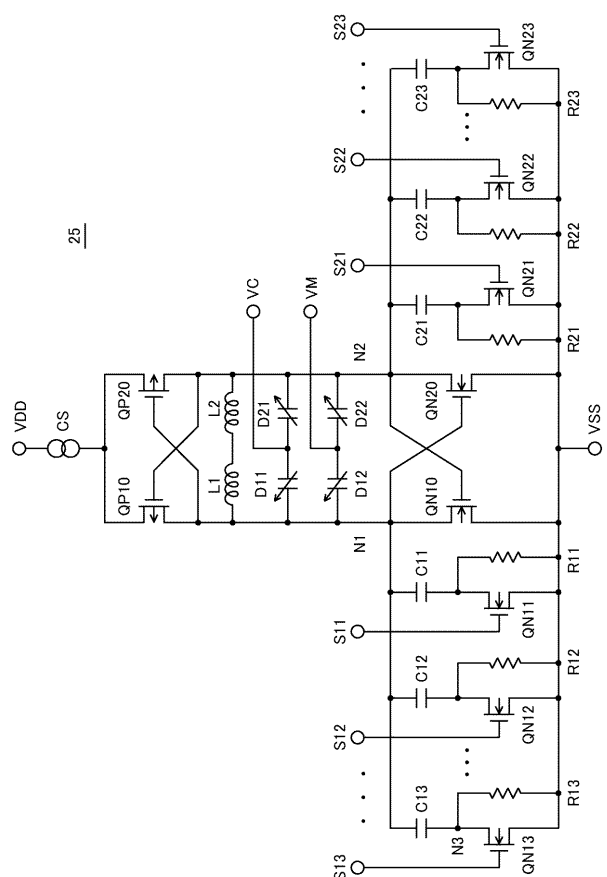 25
VDD
CS
QP10
QP20
L1
L2
D11
D21
VC
D12
D22
VM
N1
N2
QN10
QN20
VSS
S11
C11
QN11
R11
S12
C12
QN12
R12
S13
C13
N3
QN13
R13
S21
C21
QN21
R21
S22
C22
QN22
R22
S23
C23
QN23
R23